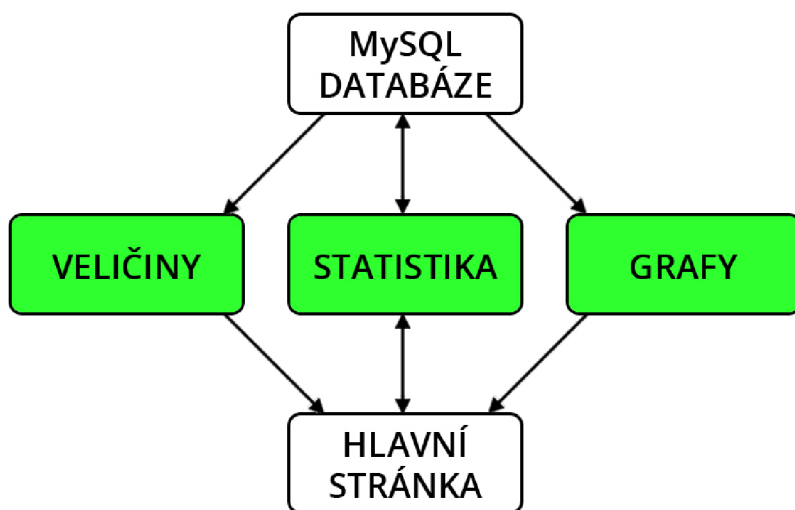 MySQL
DATABÁZE
VELIČINY
STATISTIKA
GRAFY
HLAVNÍ
STRÁNKA